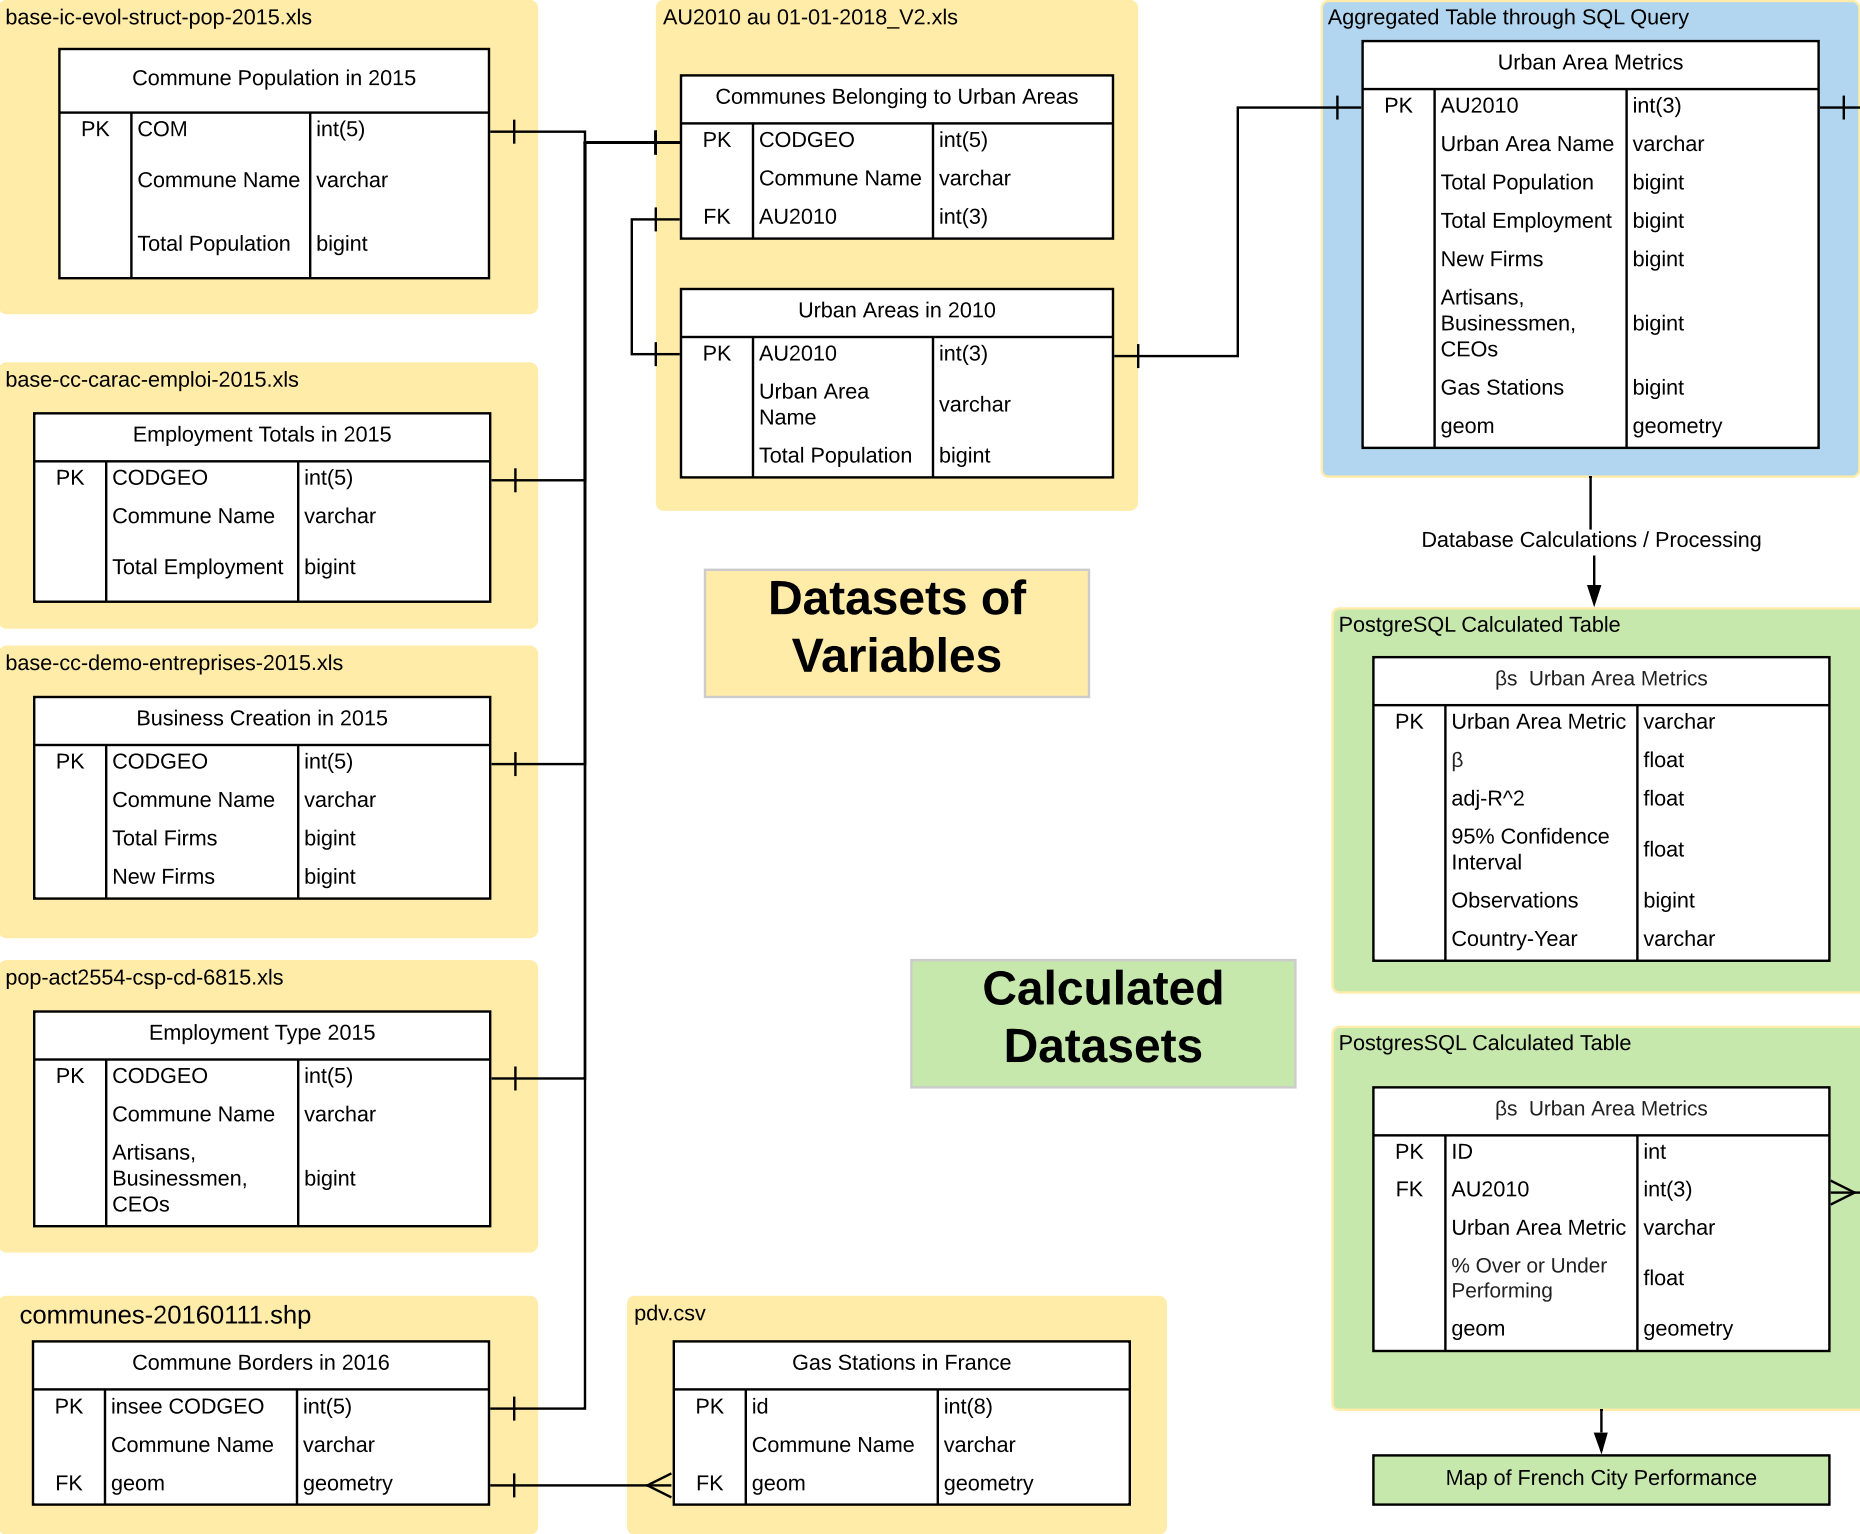 base-ic-evol-struct-pop-2015.xls
Commune Population in 2015
PK COM int(5)
Commune Name varchar
Total Population bigint
base-cc-carac-emploi-2015.xls
Employment Totals in 2015
PK CODGEO int(5)
Commune Name varchar
Total Employment bigint
base-cc-demo-entreprises-2015.xls
Business Creation in 2015
PK CODGEO int(5)
Commune Name varchar
Total Firms bigint
New Firms bigint
pop-act2554-csp-cd-6815.xls
Employment Type 2015
PK CODGEO int(5)
Commune Name varchar
Artisans,
Businessmen, bigint
CEOs
communes-20160111.shp
Commune Borders in 2016
PK insee CODGEO int(5)
Commune Name varchar
FK geom geometry
AU2010 au 01-01-2018_V2.xls
Communes Belonging to Urban Areas
PK CODGEO int(5)
Commune Name varchar
FK AU2010 int(3)
Urban Areas in 2010
PK AU2010 int(3)
Urban Area
Name varchar
Total Population bigint
Datasets of
Variables
Calculated
Datasets
pdv.csv
Gas Stations in France
PK id int(8)
Commune Name varchar
FK geom geometry
Aggregated Table through SQL Query
Urban Area Metrics
PK AU2010 int(3)
Urban Area Name varchar
Total Population bigint
Total Employment bigint
New Firms bigint
Artisans,
Businessmen, bigint
CEOs
Gas Stations bigint
geom geometry
Database Calculations / Processing
PostgreSQL Calculated Table
βs Urban Area Metrics
PK Urban Area Metric varchar
β float
adj-R^2 float
95% Confidence
Interval float
Observations bigint
Country-Year varchar
PostgresSQL Calculated Table
βs Urban Area Metrics
PK ID int
FK AU2010 int(3)
Urban Area Metric varchar
% Over or Under
Performing float
geom geometry
Map of French City Performance